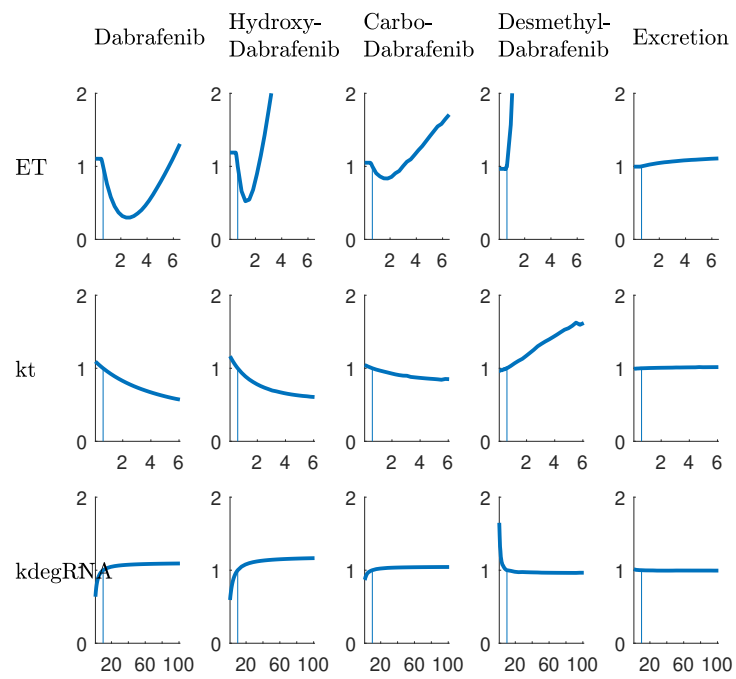 Dabrafenib Hydroxy- Dabrafenib Carbo- Dabrafenib Desmethyl- Dabrafenib Excretion
ET
2 2 2 2 2
1 1 1 1 1
0 0 0 0 0
2 4 6 2 4 6 2 4 6 2 4 6 2 4 6
kt
2 2 2 2 2
1 1 1 1 1
0 0 0 0 0
2 4 6 2 4 6 2 4 6 2 4 6 2 4 6
kdegRNA
2 2 2 2 2
1 1 1 1 1
0 0 0 0 0
20 60 100 20 60 100 20 60 100 20 60 100 20 60 100